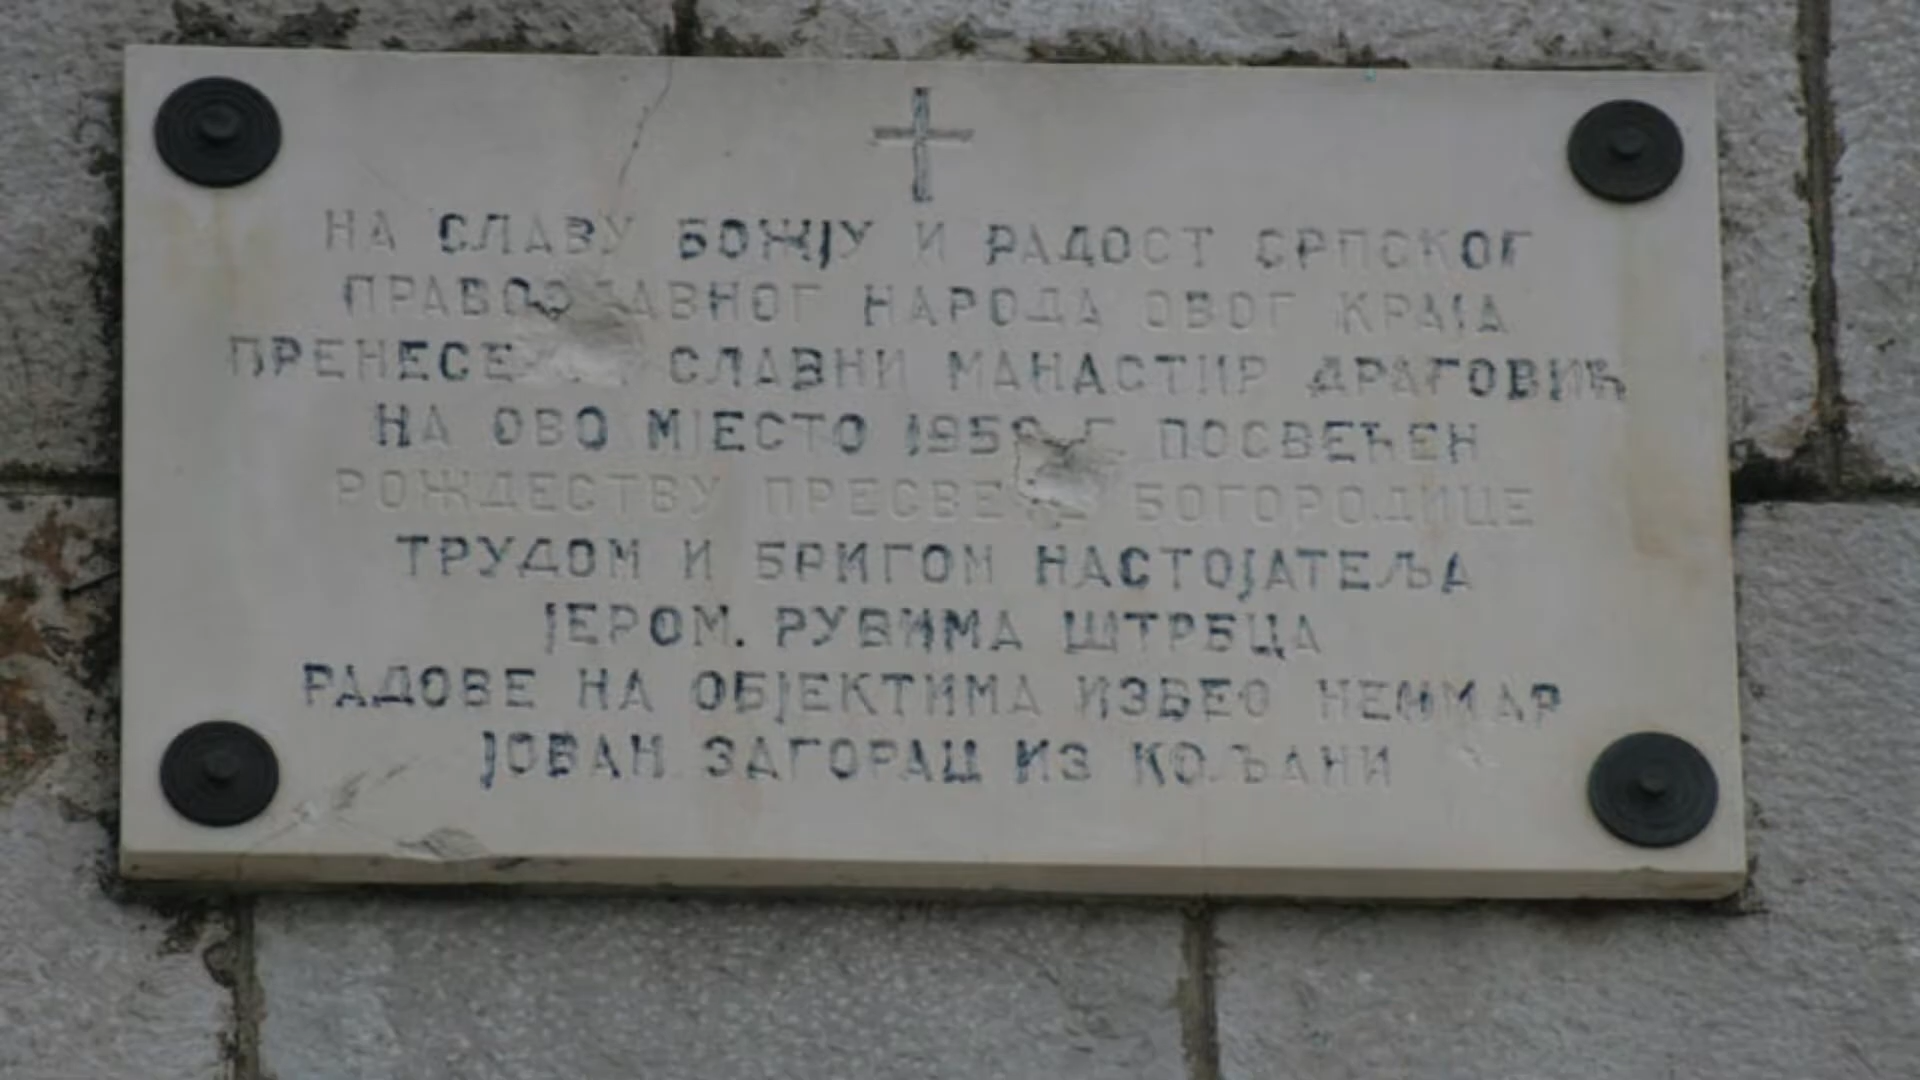 НА СЛАВУ БОЖЈУ И РАДОСТ СРПСКОГ
НАРОДА ОВОГ КРАЈА
СЛАВНИ МАНАСТИР ДРАГОВИЋ
НА ОВО МЈЕСТО Г. ПОСВЕЋЕН
РОЖДЕСТВУ БОГОРОДИЦЕ
ТРУДОМ И БРИГОМ НАСТОЈАТЕЉА
ЈЕРОМ. РУВИМА ШТРБЦА
РАДОВЕ НА ОБЈЕКТИМА ИЗВЕО НЕИМАР
ЈОВАН ЗАГОРАЦ ИЗ КОЉАНИ